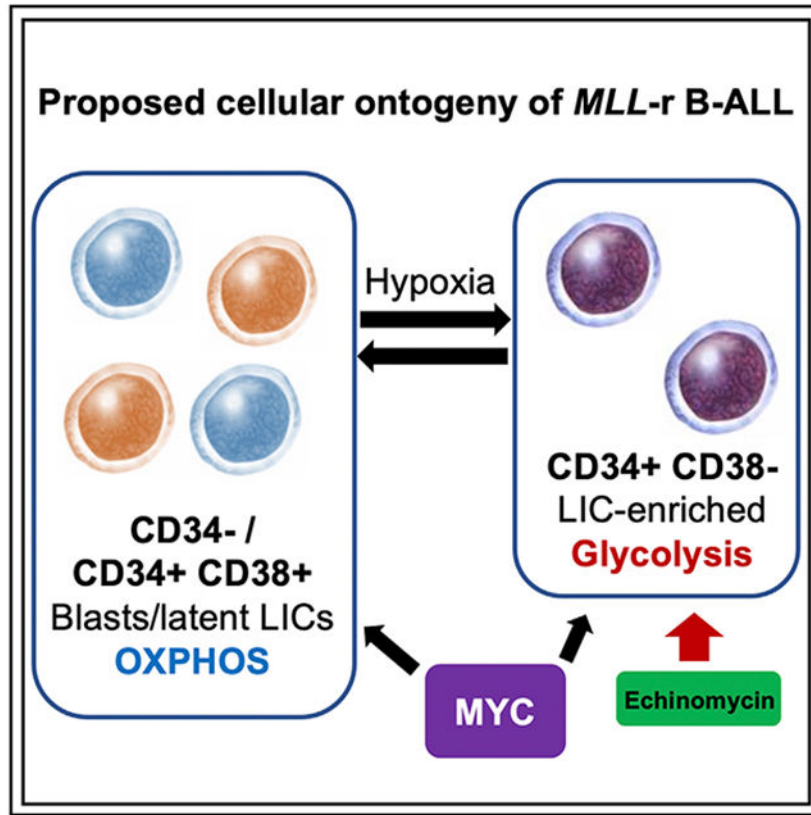 Proposed cellular ontogeny of MLL-r B-ALL
Hypoxia
CD34- /
CD34+ CD38+
Blasts/latent LICs
OXPHOS
CD34+ CD38-
LIC-enriched
Glycolysis
MYC
Echinomycin